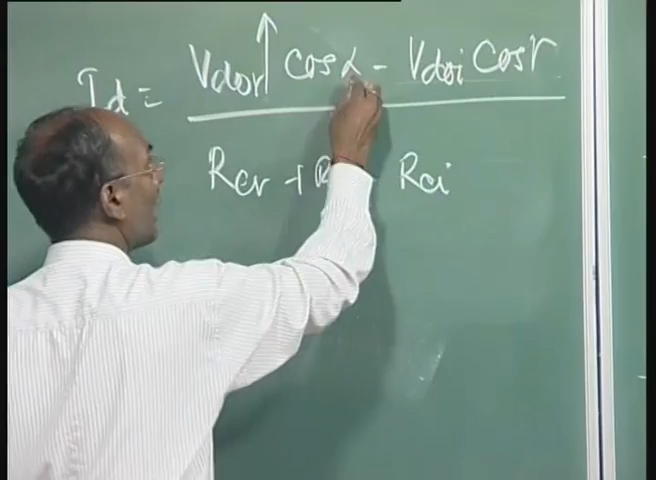 Id = Vdor↑ cos α - Vdoi cos γ
Rcr + R Rci